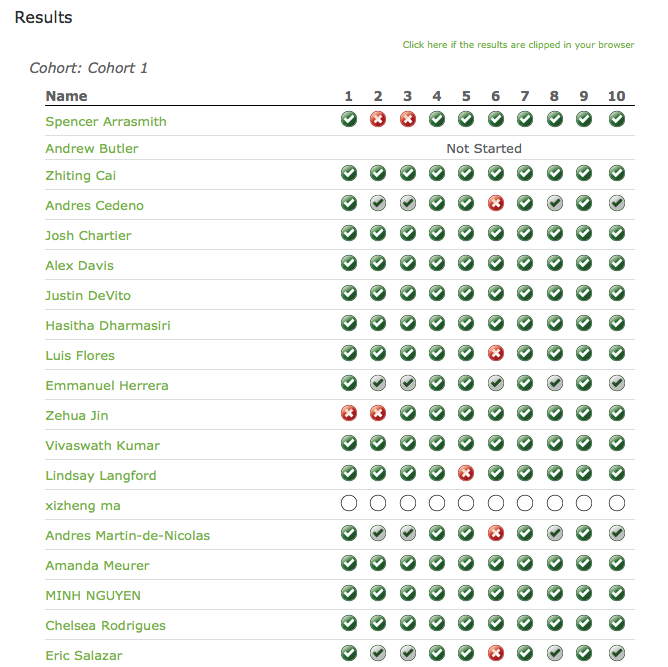 Results
Click here if the results are clipped in your browser
Cohort: Cohort 1
Name 1 2 3 4 5 6 7 8 9 10
Spencer Arrasmith
Andrew Butler Not Started
Zhiting Cai
Andres Cedeno
Josh Chartier
Alex Davis
Justin DeVito
Hasitha Dharmasiri
Luis Flores
Emmanuel Herrera
Zehua Jin
Vivaswath Kumar
Lindsay Langford
xizheng ma
Andres Martin-de-Nicolas
Amanda Meurer
MINH NGUYEN
Chelsea Rodrigues
Eric Salazar